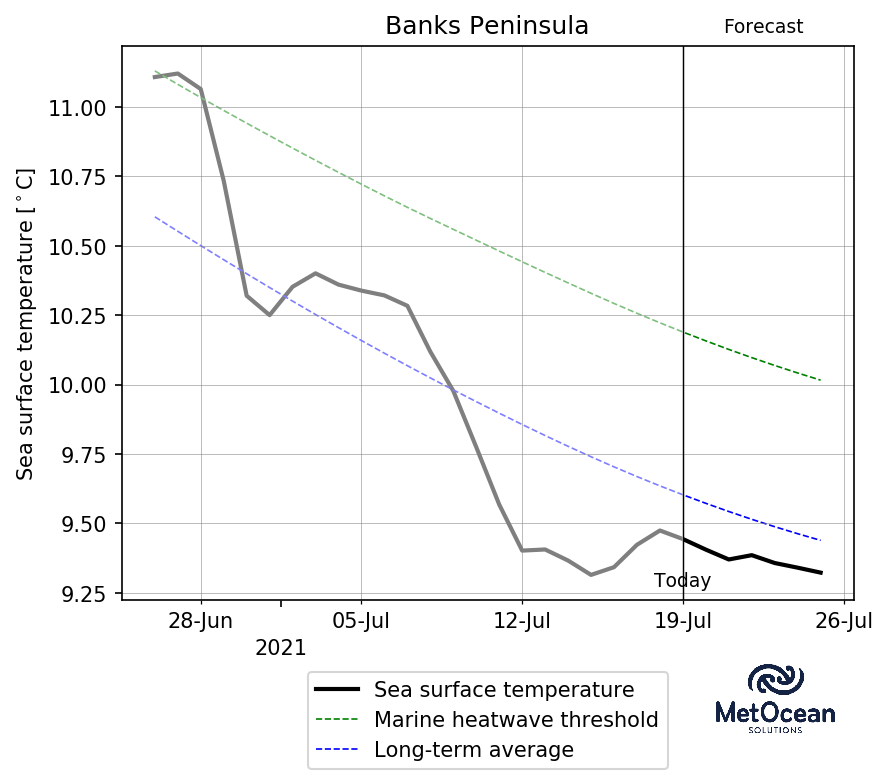 Banks Peninsula
Forecast
Sea surface temperature [°C]
11.00
10.75
10.50
10.25
10.00
9.75
9.50
9.25
Today
28-Jun
05-Jul
12-Jul
19-Jul
26-Jul
2021
Sea surface temperature
Marine heatwave threshold
Long-term average
MetOcean
SOLUTIONS